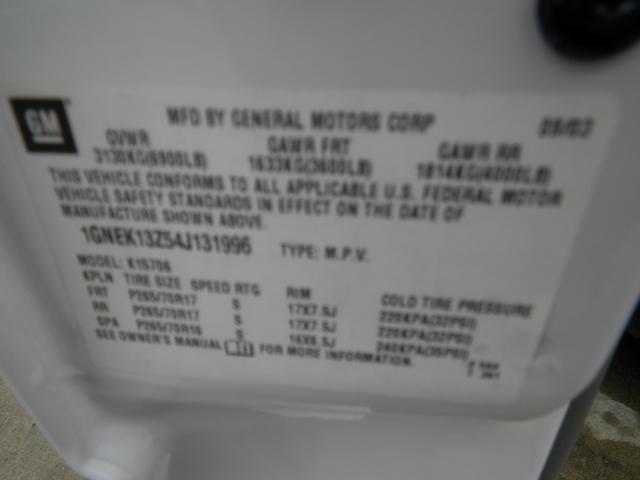 GM MFD BY GENERAL MOTORS CORP 09/03
GVWR GAWR FRT GAWR RR
3130KG(6900LB) 1633KG(3600LB) 1814KG(4000LB)
THIS VEHICLE CONFORMS TO ALL APPLICABLE U.S. FEDERAL MOTOR
VEHICLE SAFETY STANDARDS IN EFFECT ON THE DATE OF
MANUFACTURE SHOWN ABOVE.
1GNEK13Z54J131996 TYPE: M.P.V.
MODEL: K15706
KPLN TIRE SIZE SPEED RTG RIM COLD TIRE PRESSURE
FRT P265/70R17 S 17X7.5J 220KPA(32PSI)
RR P265/70R17 S 17X7.5J 220KPA(32PSI)
SPA P265/70R16 S 16X6.5J 240KPA(35PSI)
SEE OWNER'S MANUAL FOR MORE INFORMATION.